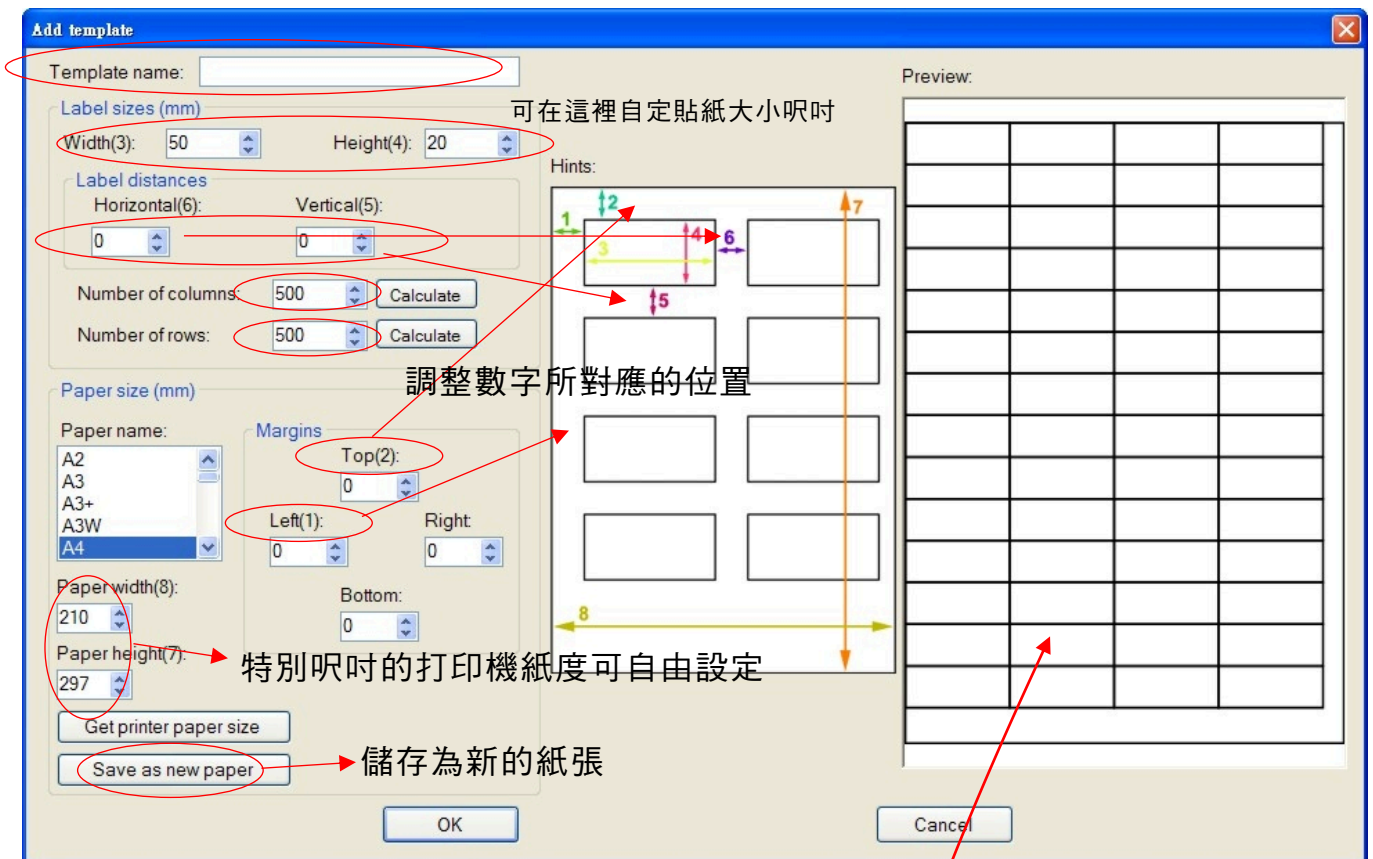 Add template
Template name:
Preview:
Label sizes (mm)
可在這裡自定貼紙大小呎吋
Width(3): 50 Height(4): 20
Hints:
Label distances
Horizontal(6): Vertical(5):
0 0
Number of columns: 500 Calculate
Number of rows: 500 Calculate
1 2 3 4 5 6 7 8
調整數字所對應的位置
Paper size (mm)
Paper name:
A2
A3
A3+
A3W
A4
Margins
Top(2):
0
Left(1): Right:
0 0
Bottom:
0
Paper width(8):
210
Paper height(7):
297
特別呎吋的打印機紙度可自由設定
Get printer paper size
Save as new paper
儲存為新的紙張
OK
Cancel